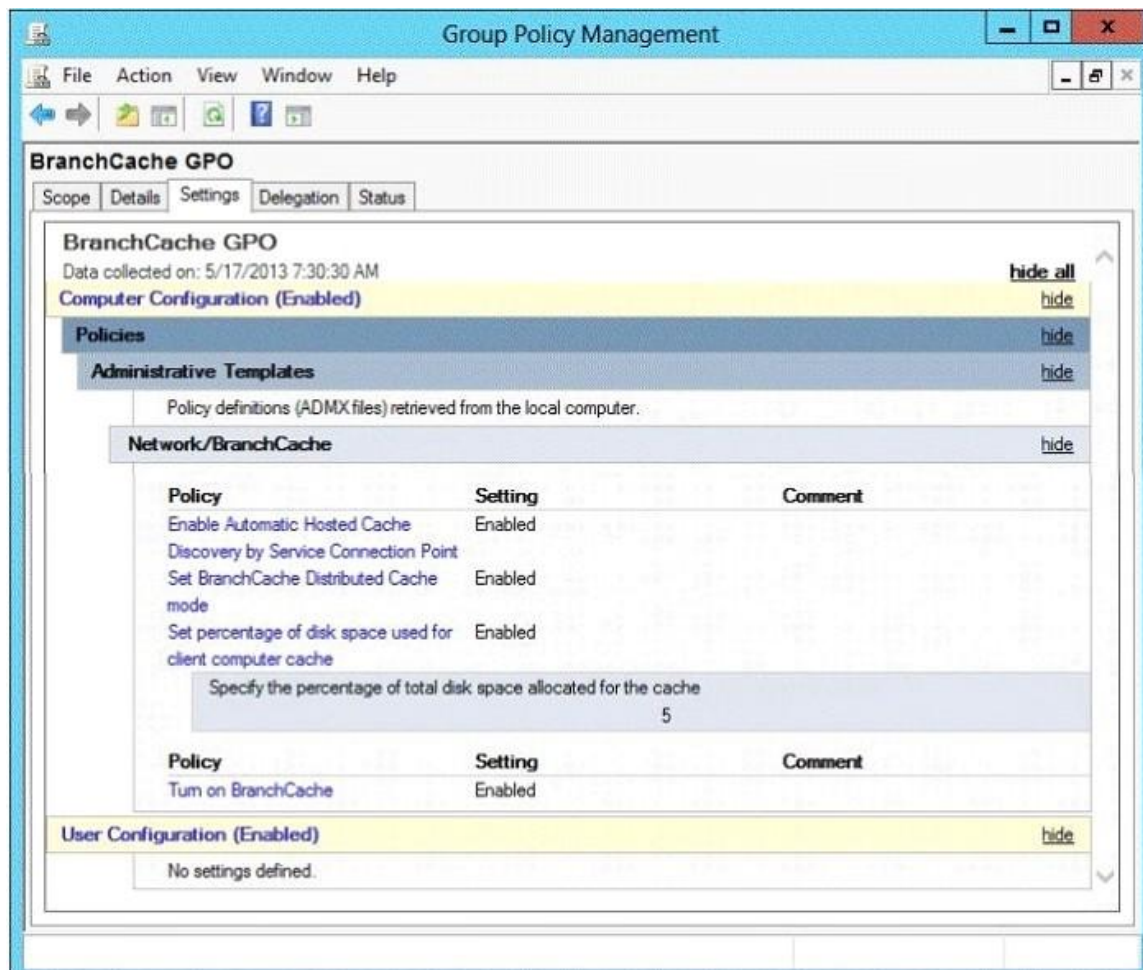 Group Policy Management
File Action View Window Help
BranchCache GPO
Scope Details Settings Delegation Status
BranchCache GPO
Data collected on: 5/17/2013 7:30:30 AM hide all
Computer Configuration (Enabled) hide
Policies hide
Administrative Templates hide
Policy definitions (ADMX files) retrieved from the local computer.
Network/BranchCache hide
Policy Setting Comment
Enable Automatic Hosted Cache Enabled
Discovery by Service Connection Point
Set BranchCache Distributed Cache Enabled
mode
Set percentage of disk space used for Enabled
client computer cache
Specify the percentage of total disk space allocated for the cache
5
Policy Setting Comment
Turn on BranchCache Enabled
User Configuration (Enabled) hide
No settings defined.